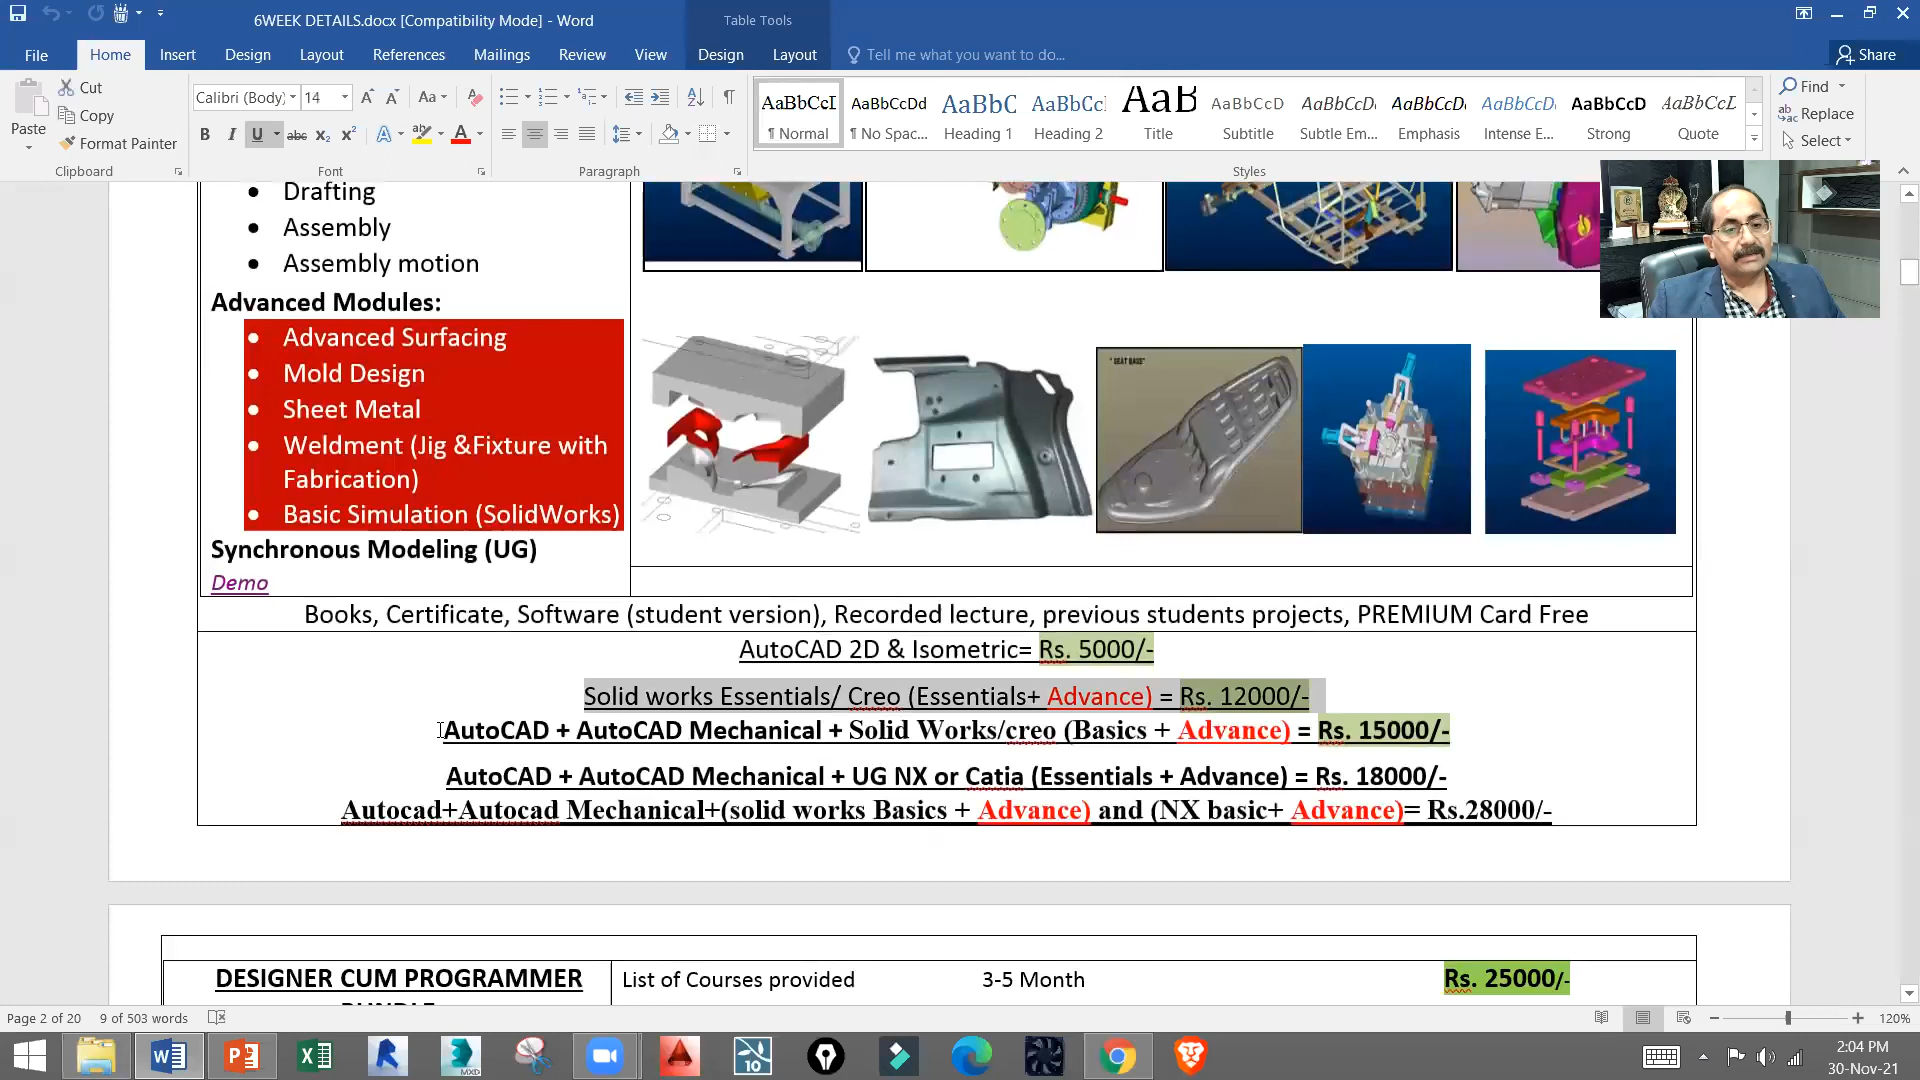 6WEEK DETAILS.docx [Compatibility Mode] - Word
Table Tools
File
Home
Insert
Design
Layout
References
Mailings
Review
View
Design
Layout
Tell me what you want to do...
Share
Paste
Cut
Copy
Format Painter
Clipboard
Calibri (Body)
14
Font
Paragraph
AaBbCcI
¶ Normal
AaBbCcDd
¶ No Spac...
AaBbC
Heading 1
AaBbCc
Heading 2
AaB
Title
AaBbCcD
Subtitle
AaBbCcD
Subtle Em...
AaBbCcD
Emphasis
AaBbCcD
Intense E...
AaBbCcD
Strong
AaBbCcL
Quote
Styles
Find
Replace
Select
• Drafting
• Assembly
• Assembly motion
Advanced Modules:
• Advanced Surfacing
• Mold Design
• Sheet Metal
• Weldment (Jig &Fixture with
Fabrication)
• Basic Simulation (SolidWorks)
Synchronous Modeling (UG)
Demo
" SEAT BASE"
Books, Certificate, Software (student version), Recorded lecture, previous students projects, PREMIUM Card Free
AutoCAD 2D & Isometric= Rs. 5000/-
Solid works Essentials/ Creo (Essentials+ Advance) = Rs. 12000/-
AutoCAD + AutoCAD Mechanical + Solid Works/creo (Basics + Advance) = Rs. 15000/-
AutoCAD + AutoCAD Mechanical + UG NX or Catia (Essentials + Advance) = Rs. 18000/-
Autocad+Autocad Mechanical+(solid works Basics + Advance) and (NX basic+ Advance)= Rs.28000/-
DESIGNER CUM PROGRAMMER
List of Courses provided
3-5 Month
Rs. 25000/-
Page 2 of 20
9 of 503 words
120%
2:04 PM
30-Nov-21